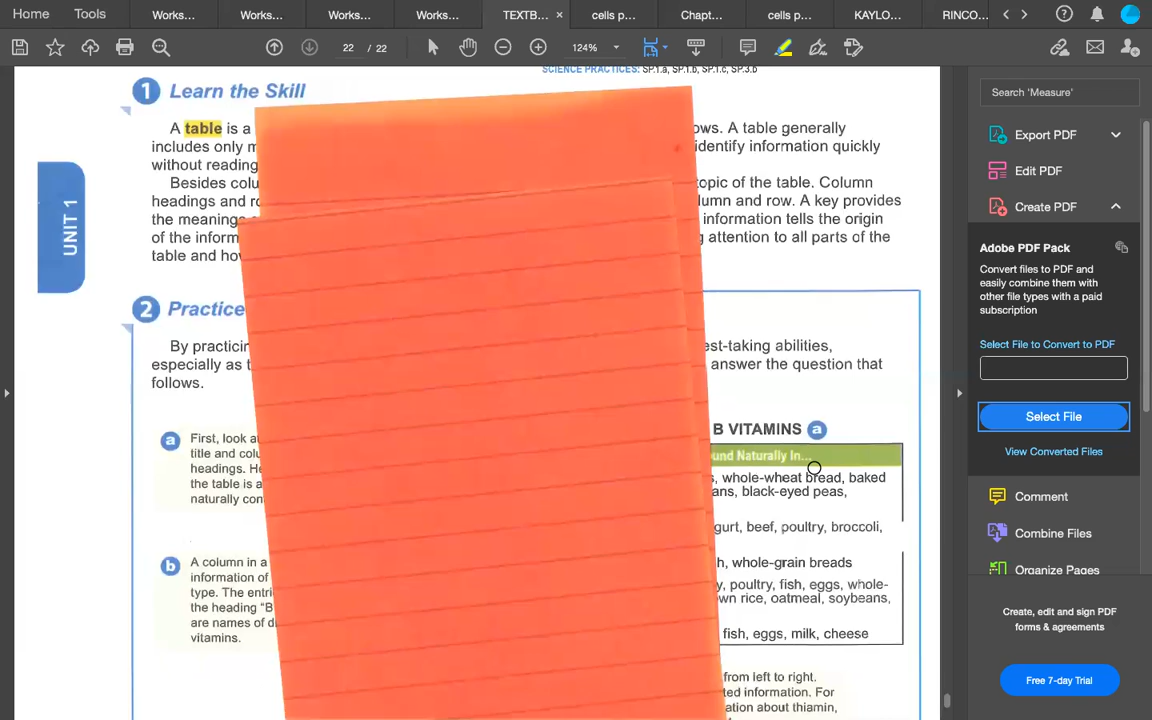 Home Tools Works... Works... Works... Works... TEXTB... × cells p... Chapt... cells p... KAYLO... RINCO...
22 / 22 124%
SCIENCE PRACTICES: SP.1.a, SP.1.b, SP.1.c, SP.3.b
1 Learn the Skill
A table is a ows. A table generally
includes only m identify information quickly
without reading
Besides colu topic of the table. Column
headings and ro lumn and row. A key provides
the meanings information tells the origin
of the inform g attention to all parts of the
table and how
UNIT 1
2 Practice
By practicin est-taking abilities,
especially as t answer the question that
follows.
a First, look a
title and colu
headings. He
the table is a
naturally con
b A column in a
information of
type. The entri
the heading "B
are names of d
vitamins.
B VITAMINS a
ound Naturally In...
s, whole-wheat bread, baked
ans, black-eyed peas,
gurt, beef, poultry, broccoli,
h, whole-grain breads
y, poultry, fish, eggs, whole-
wn rice, oatmeal, soybeans,
fish, eggs, milk, cheese
from left to right.
ted information. For
ation about thiamin,
Search 'Measure'
Export PDF
Edit PDF
Create PDF
Adobe PDF Pack
Convert files to PDF and
easily combine them with
other file types with a paid
subscription
Select File to Convert to PDF
Select File
View Converted Files
Comment
Combine Files
Organize Pages
Create, edit and sign PDF
forms & agreements
Free 7-day Trial